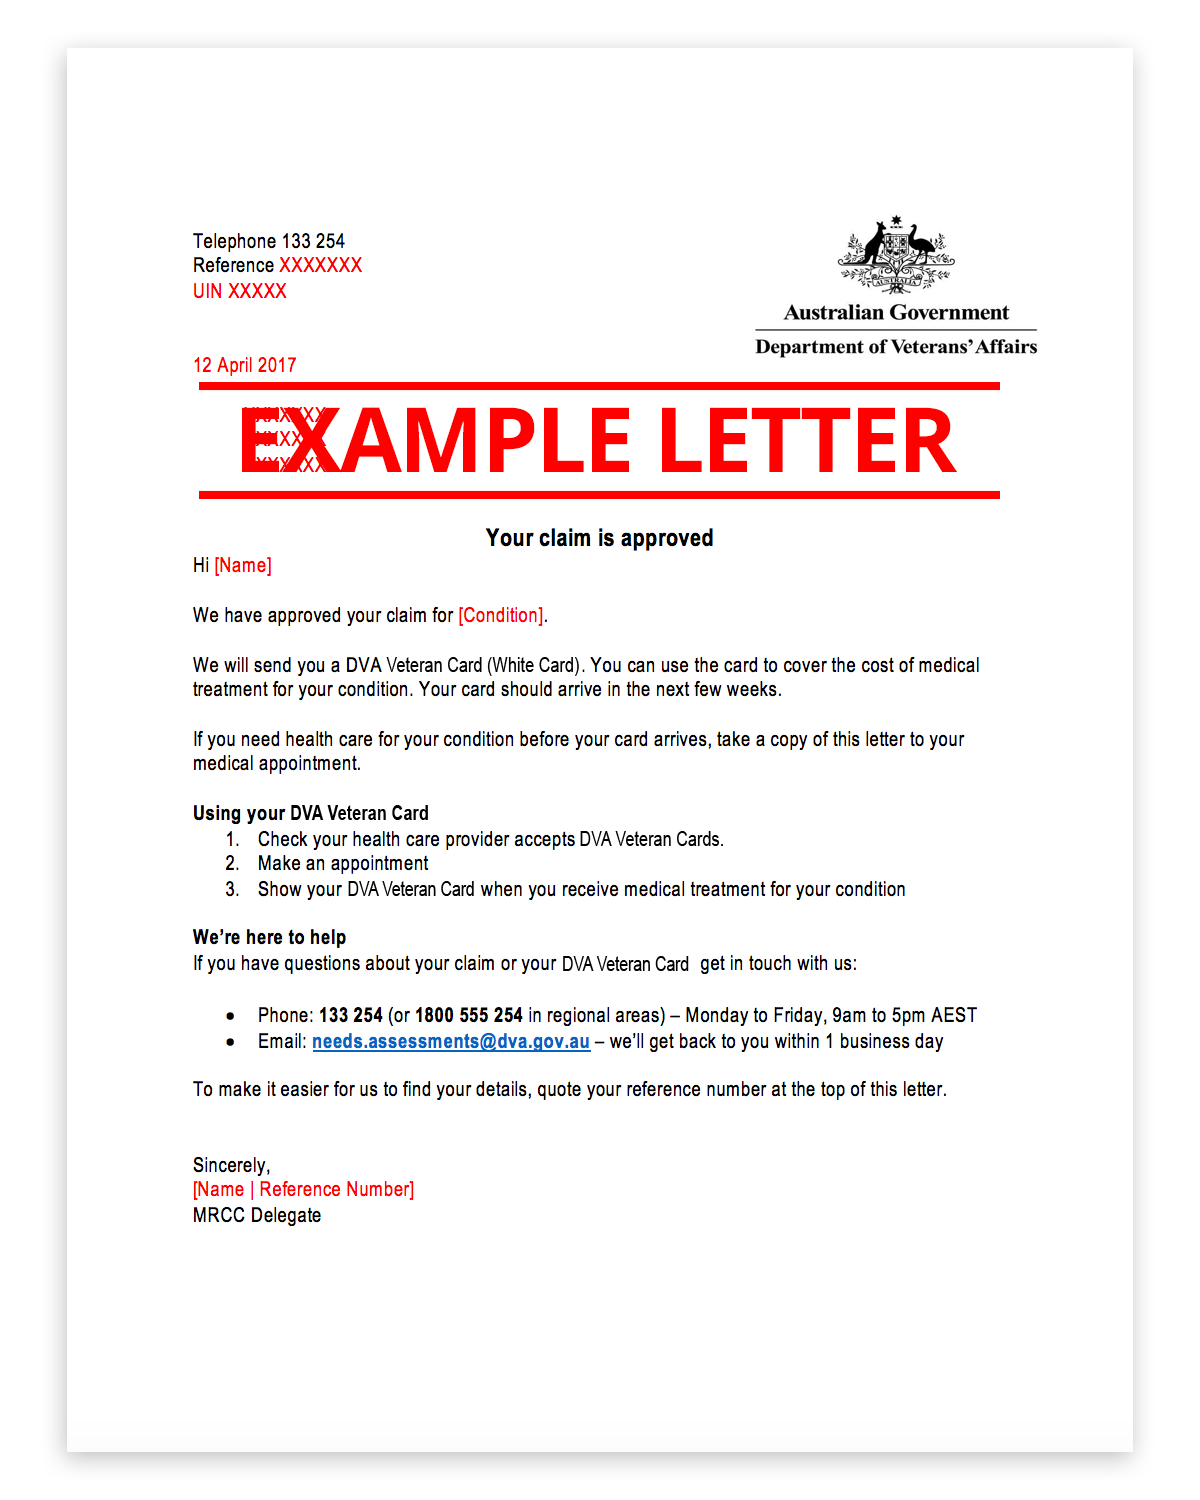 Telephone 133 254
Reference XXXXXXX
UIN XXXXX
AUSTRALIA
Australian Government
Department of Veterans' Affairs
12 April 2017
EXAMPLE LETTER
Your claim is approved
Hi [Name]
We have approved your claim for [Condition].
We will send you a DVA Veteran Card (White Card). You can use the card to cover the cost of medical
treatment for your condition. Your card should arrive in the next few weeks.
If you need health care for your condition before your card arrives, take a copy of this letter to your
medical appointment.
Using your DVA Veteran Card
1. Check your health care provider accepts DVA Veteran Cards.
2. Make an appointment
3. Show your DVA Veteran Card when you receive medical treatment for your condition
We're here to help
If you have questions about your claim or your DVA Veteran Card get in touch with us:
• Phone: 133 254 (or 1800 555 254 in regional areas) – Monday to Friday, 9am to 5pm AEST
• Email: needs.assessments@dva.gov.au – we'll get back to you within 1 business day
To make it easier for us to find your details, quote your reference number at the top of this letter.
Sincerely,
[Name | Reference Number]
MRCC Delegate